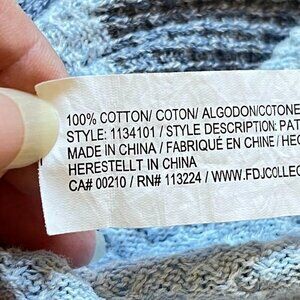 100% COTTON/ COTON/ ALGODON/COTONE
STYLE: 1134101 / STYLE DESCRIPTION: PAT
MADE IN CHINA / FABRIQUÉ EN CHINE / HEC
HERESTELLT IN CHINA
CA# 00210 / RN# 113224 / WWW.FDJCOLLEC